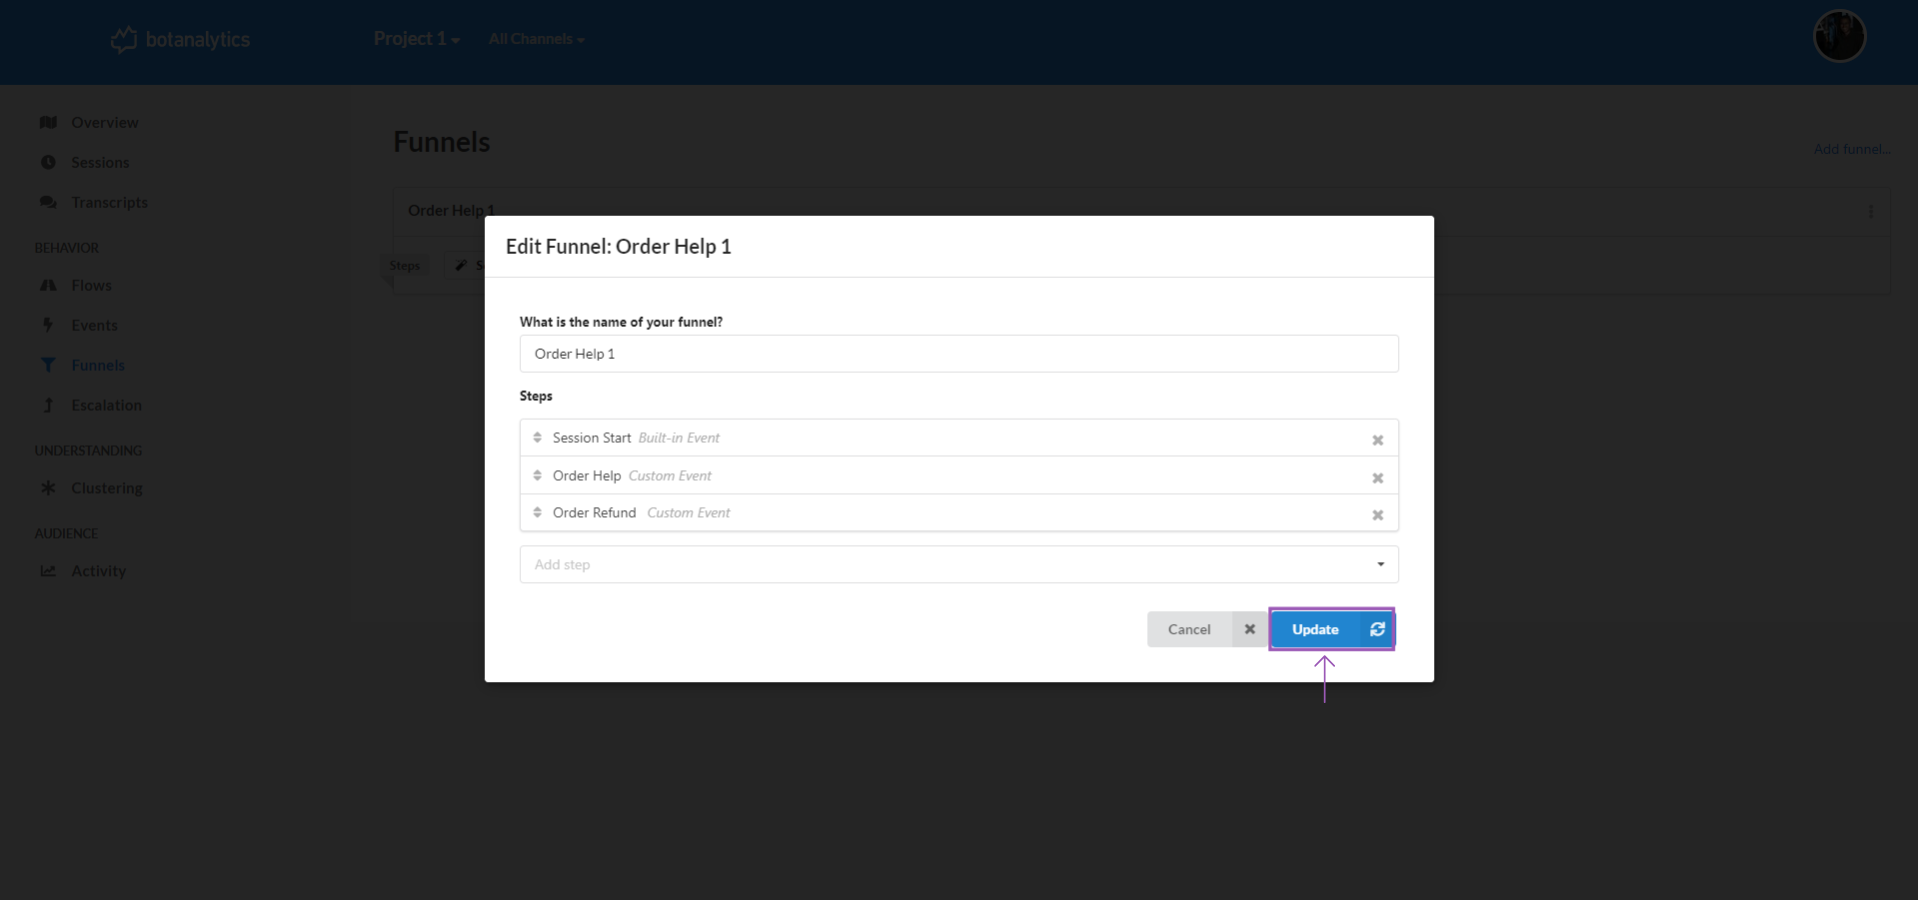 botanalytics
Project 1
All Channels
Overview
Sessions
Transcripts
BEHAVIOR
Flows
Events
Funnels
Escalation
UNDERSTANDING
Clustering
AUDIENCE
Activity
Funnels
Add funnel...
Order Help 1
Steps
Edit Funnel: Order Help 1
What is the name of your funnel?
Order Help 1
Steps
Session Start Built-in Event
Order Help Custom Event
Order Refund Custom Event
Add step
Cancel
Update